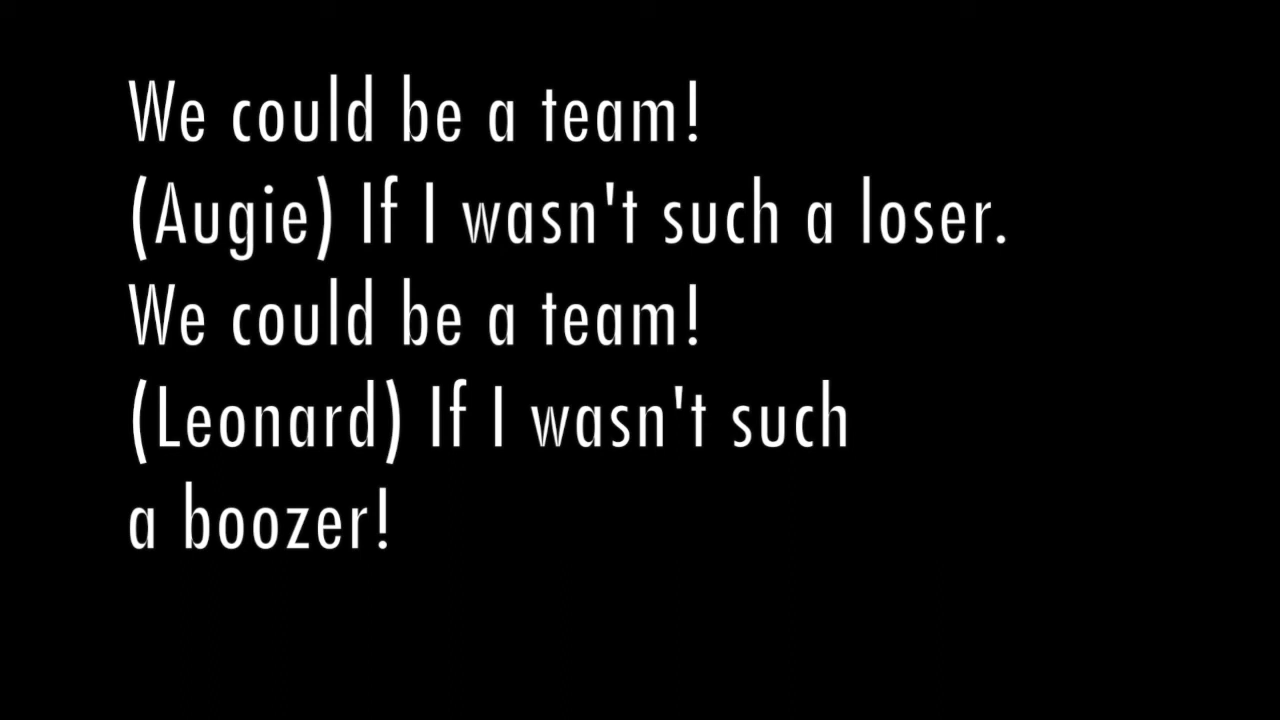 We could be a team!
(Augie) If I wasn't such a loser.
We could be a team!
(Leonard) If I wasn't such
a boozer!